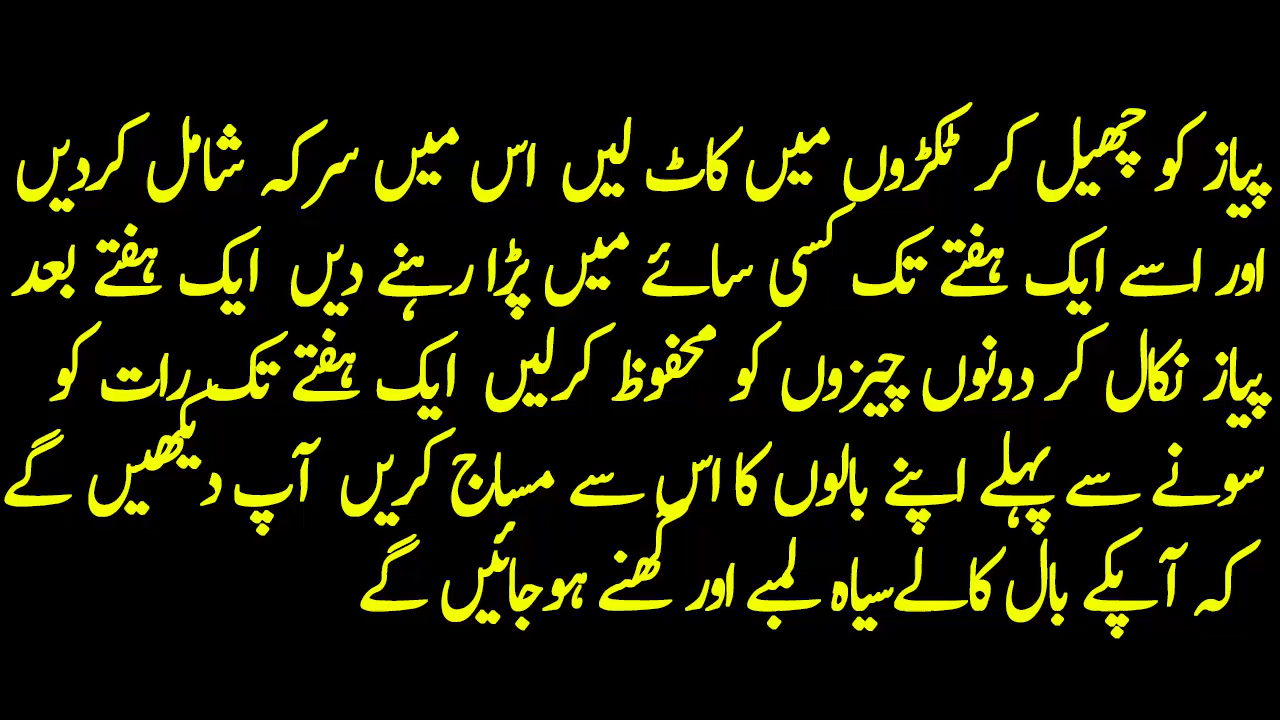 پیاز کو چھیل کر ٹکڑوں میں کاٹ لیں اس میں سرکہ شامل کردیں
اور اسے ایک ہفتے تک کسی سائے میں پڑا رہنے دیں ایک ہفتے بعد
پیاز نکال کر دونوں چیزوں کو محفوظ کرلیں ایک ہفتے تک رات کو
سونے سے پہلے اپنے بالوں کا اس سے مساج کریں آپ دیکھیں گے
کہ آپکے بال کالے سیاہ لمبے اور گھنے ہوجائیں گے